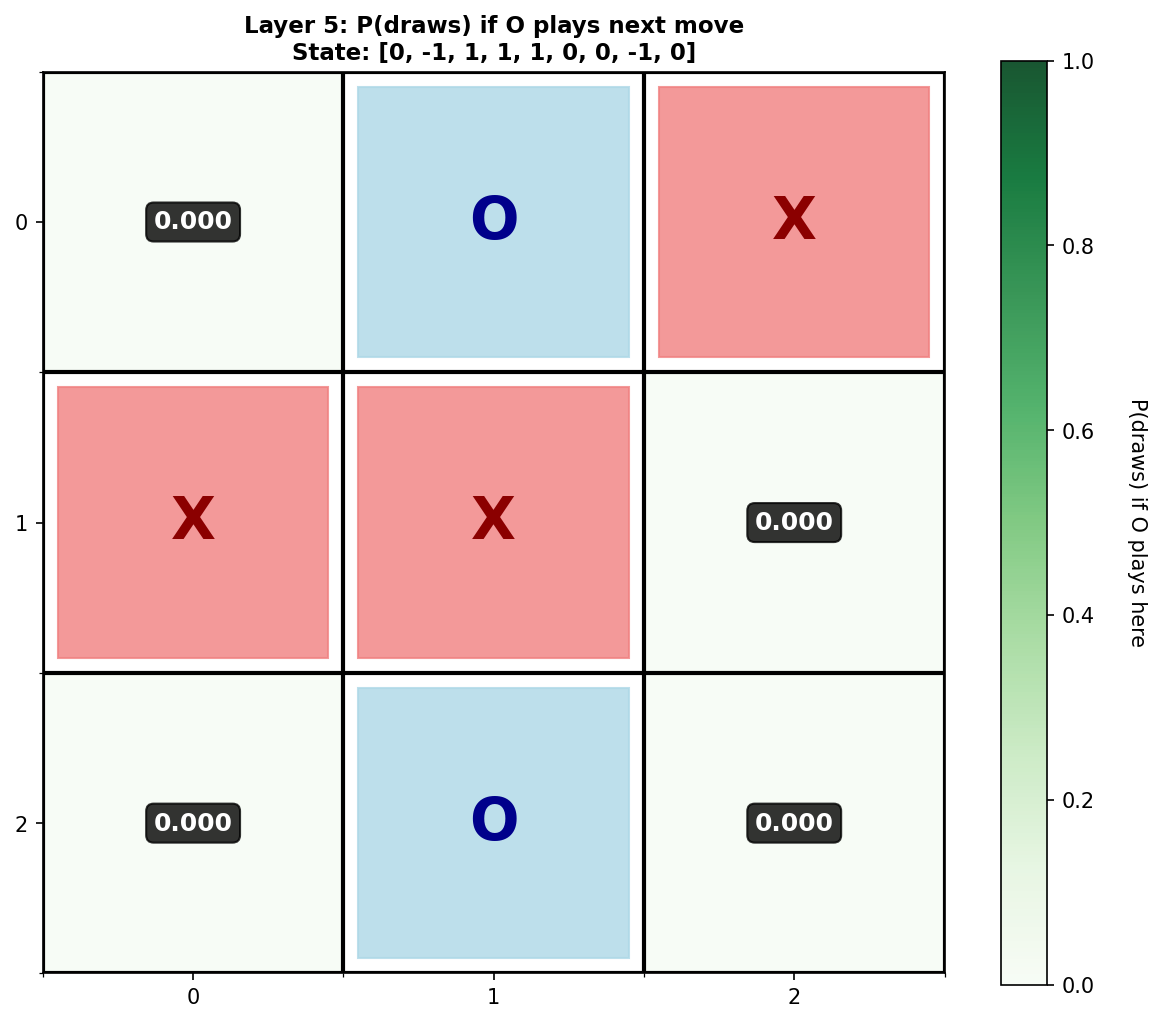 Layer 5: P(draws) if O plays next move
State: [0, -1, 1, 1, 1, 0, 0, -1, 0]
0
0.000
O
X
1
X
X
0.000
2
0.000
O
0.000
0
1
2
1.0
0.8
0.6
0.4
0.2
0.0
P(draws) if O plays here